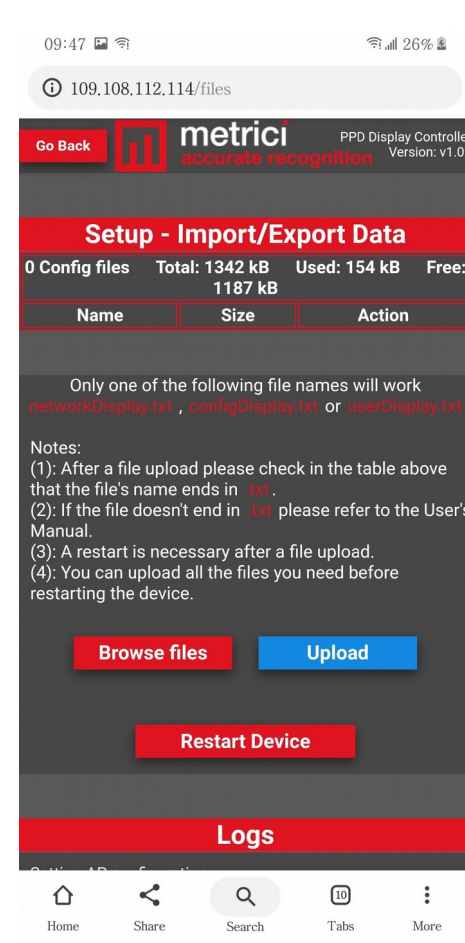 09:47 26%
109.108.112.114/files
Go Back
metrici
accurate recognition
PPD Display Controlle
Version: v1.0
Setup - Import/Export Data
0 Config files Total: 1342 kB Used: 154 kB Free:
1187 kB
Name Size Action
Only one of the following file names will work
networkDisplay.txt , configDisplay.txt or userDisplay.txt
Notes:
(1): After a file upload please check in the table above
that the file's name ends in .txt .
(2): If the file doesn't end in .txt please refer to the User's
Manual.
(3): A restart is necessary after a file upload.
(4): You can upload all the files you need before
restarting the device.
Browse files Upload
Restart Device
Logs
10
Home Share Search Tabs More